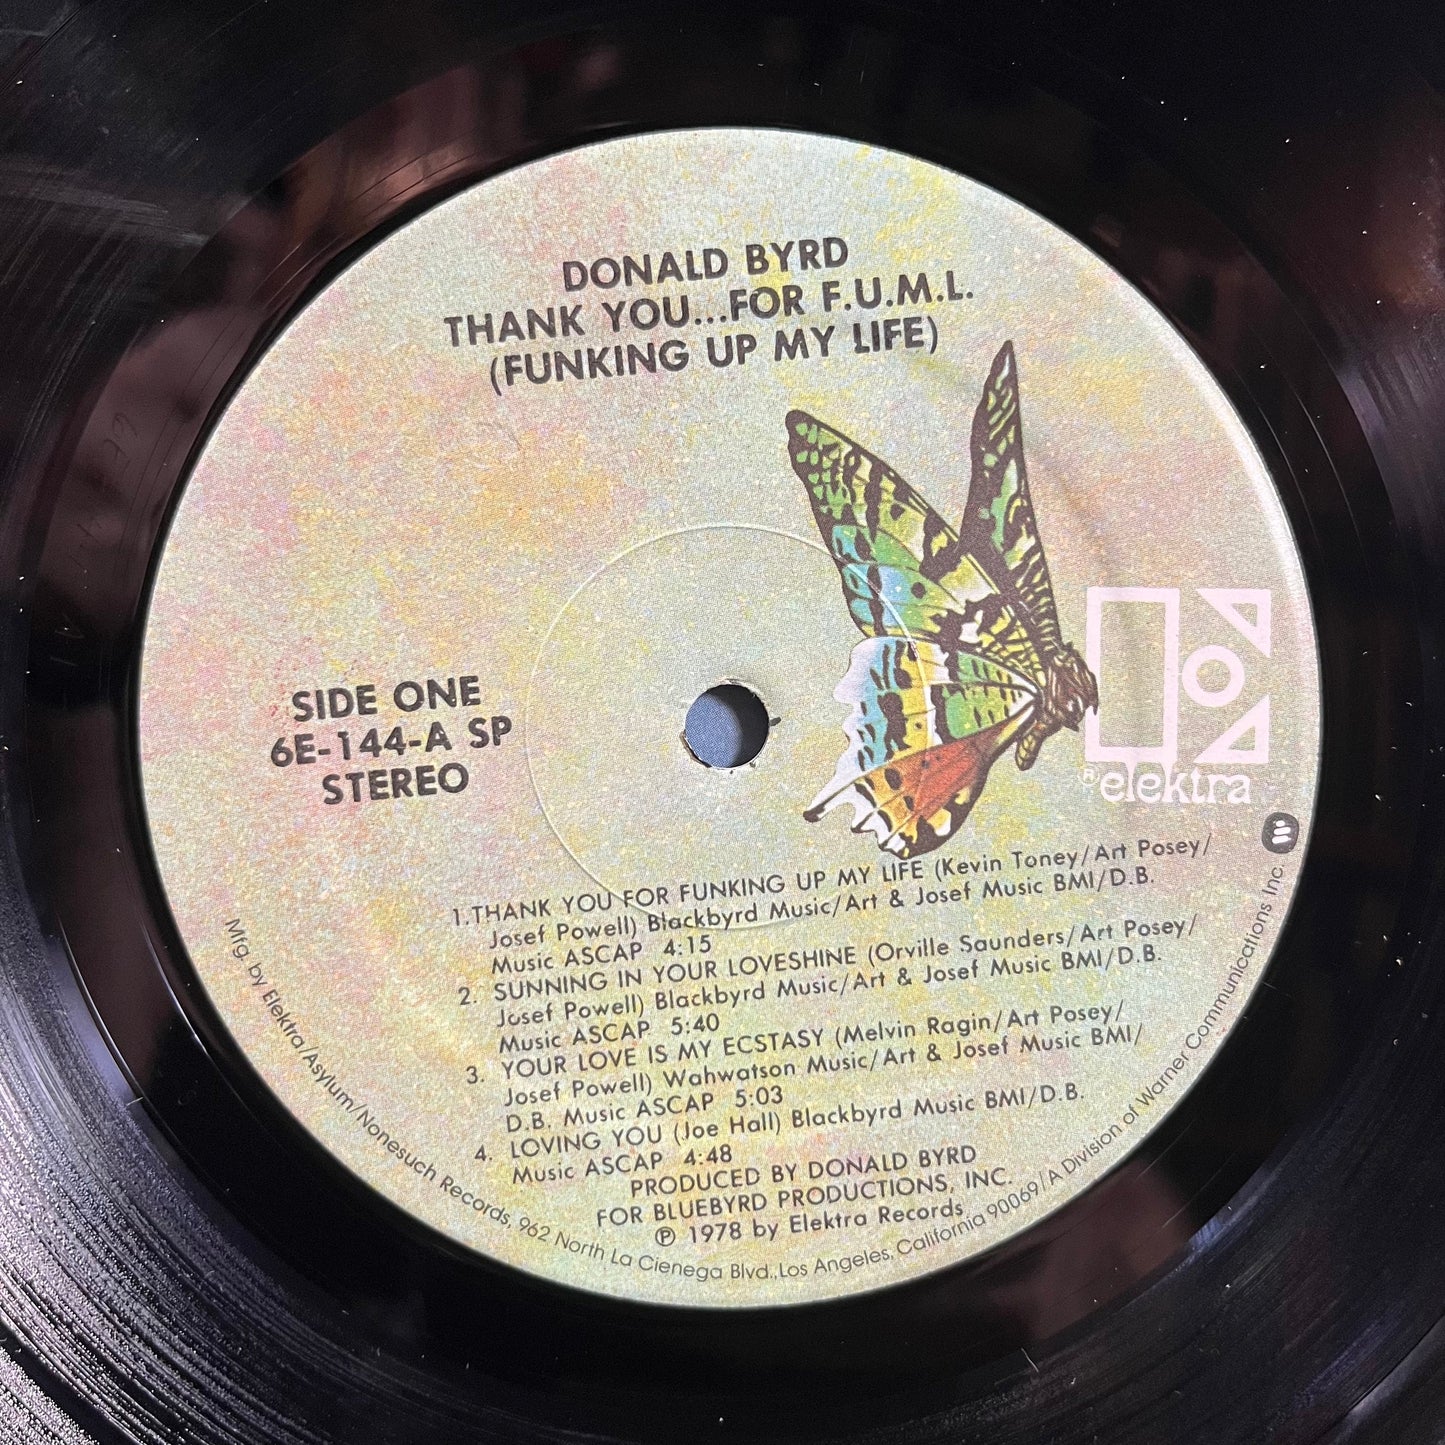 DONALD BYRD
THANK YOU...FOR F.U.M.L.
(FUNKING UP MY LIFE)
SIDE ONE
6E-144-A SP
STEREO
® elektra
1. THANK YOU FOR FUNKING UP MY LIFE (Kevin Toney/Art Posey/
Josef Powell) Blackbyrd Music/Art & Josef Music BMI/D.B.
Music ASCAP 4:15
2. SUNNING IN YOUR LOVESHINE (Orville Saunders/Art Posey/
Josef Powell) Blackbyrd Music/Art & Josef Music BMI/D.B.
Music ASCAP 5:40
3. YOUR LOVE IS MY ECSTASY (Melvin Ragin/Art Posey/
Josef Powell) Wahwatson Music/Art & Josef Music BMI/
D.B. Music ASCAP 5:03
4. LOVING YOU (Joe Hall) Blackbyrd Music BMI/D.B.
Music ASCAP 4:48
PRODUCED BY DONALD BYRD
FOR BLUEBYRD PRODUCTIONS, INC.
℗ 1978 by Elektra Records
Mfg. by Elektra/Asylum/Nonesuch Records, 962 North La Cienega Blvd., Los Angeles, California 90069/A Division of Warner Communications Inc.